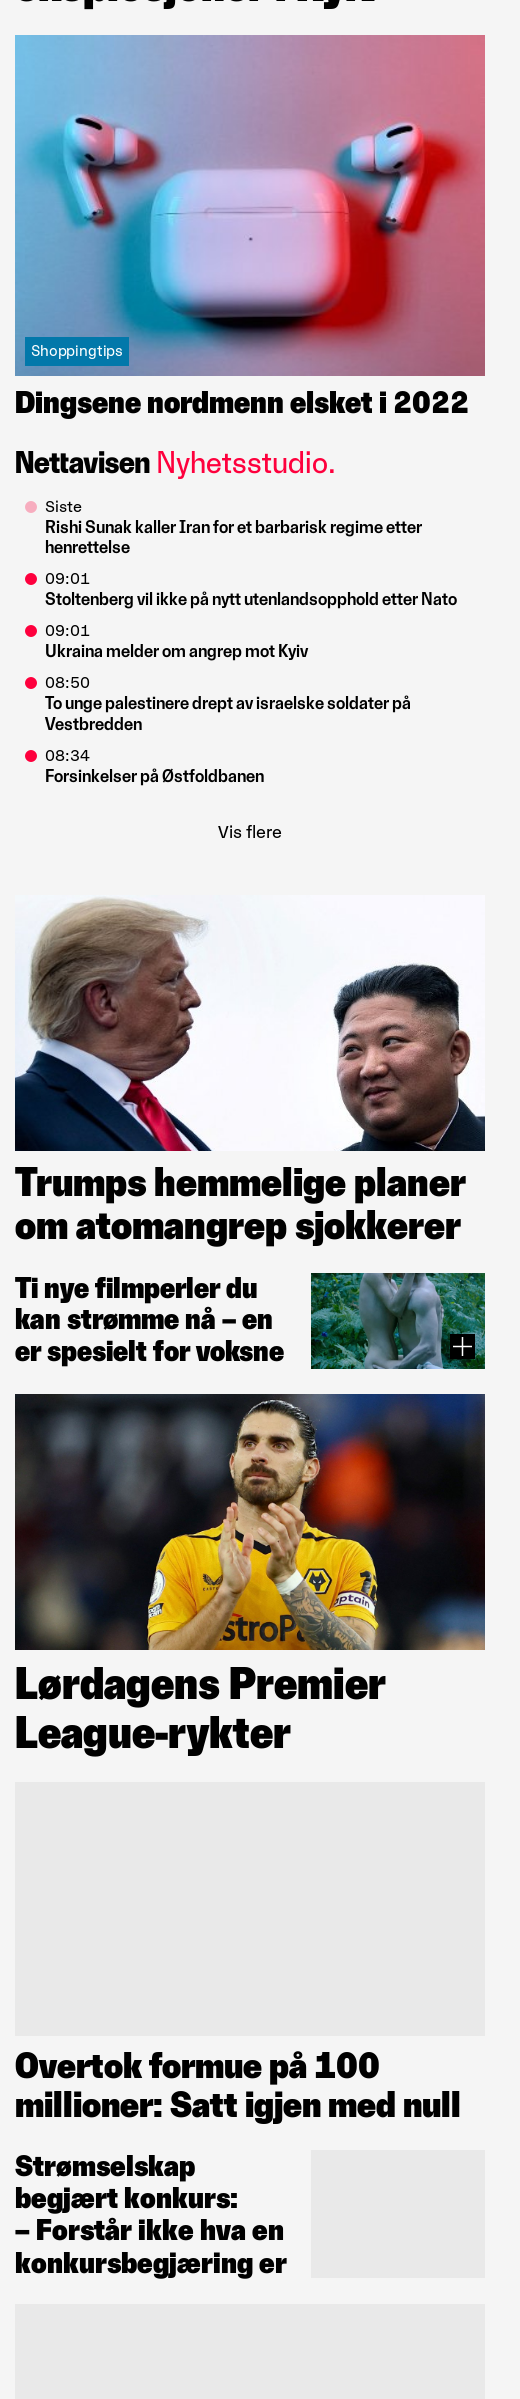 Shoppingtips
Dingsene nordmenn elsket i 2022
Nettavisen Nyhetsstudio.
Siste
Rishi Sunak kaller Iran for et barbarisk regime etter
henrettelse
09:01
Stoltenberg vil ikke på nytt utenlandsopphold etter Nato
09:01
Ukraina melder om angrep mot Kyiv
08:50
To unge palestinere drept av israelske soldater på
Vestbredden
08:34
Forsinkelser på Østfoldbanen
Vis flere
Trumps hemmelige planer
om atomangrep sjokkerer
Ti nye filmperler du
kan strømme nå – en
er spesielt for voksne
Lørdagens Premier
League-rykter
Overtok formue på 100
millioner: Satt igjen med null
Strømselskap
begjært konkurs:
– Forstår ikke hva en
konkursbegjæring er